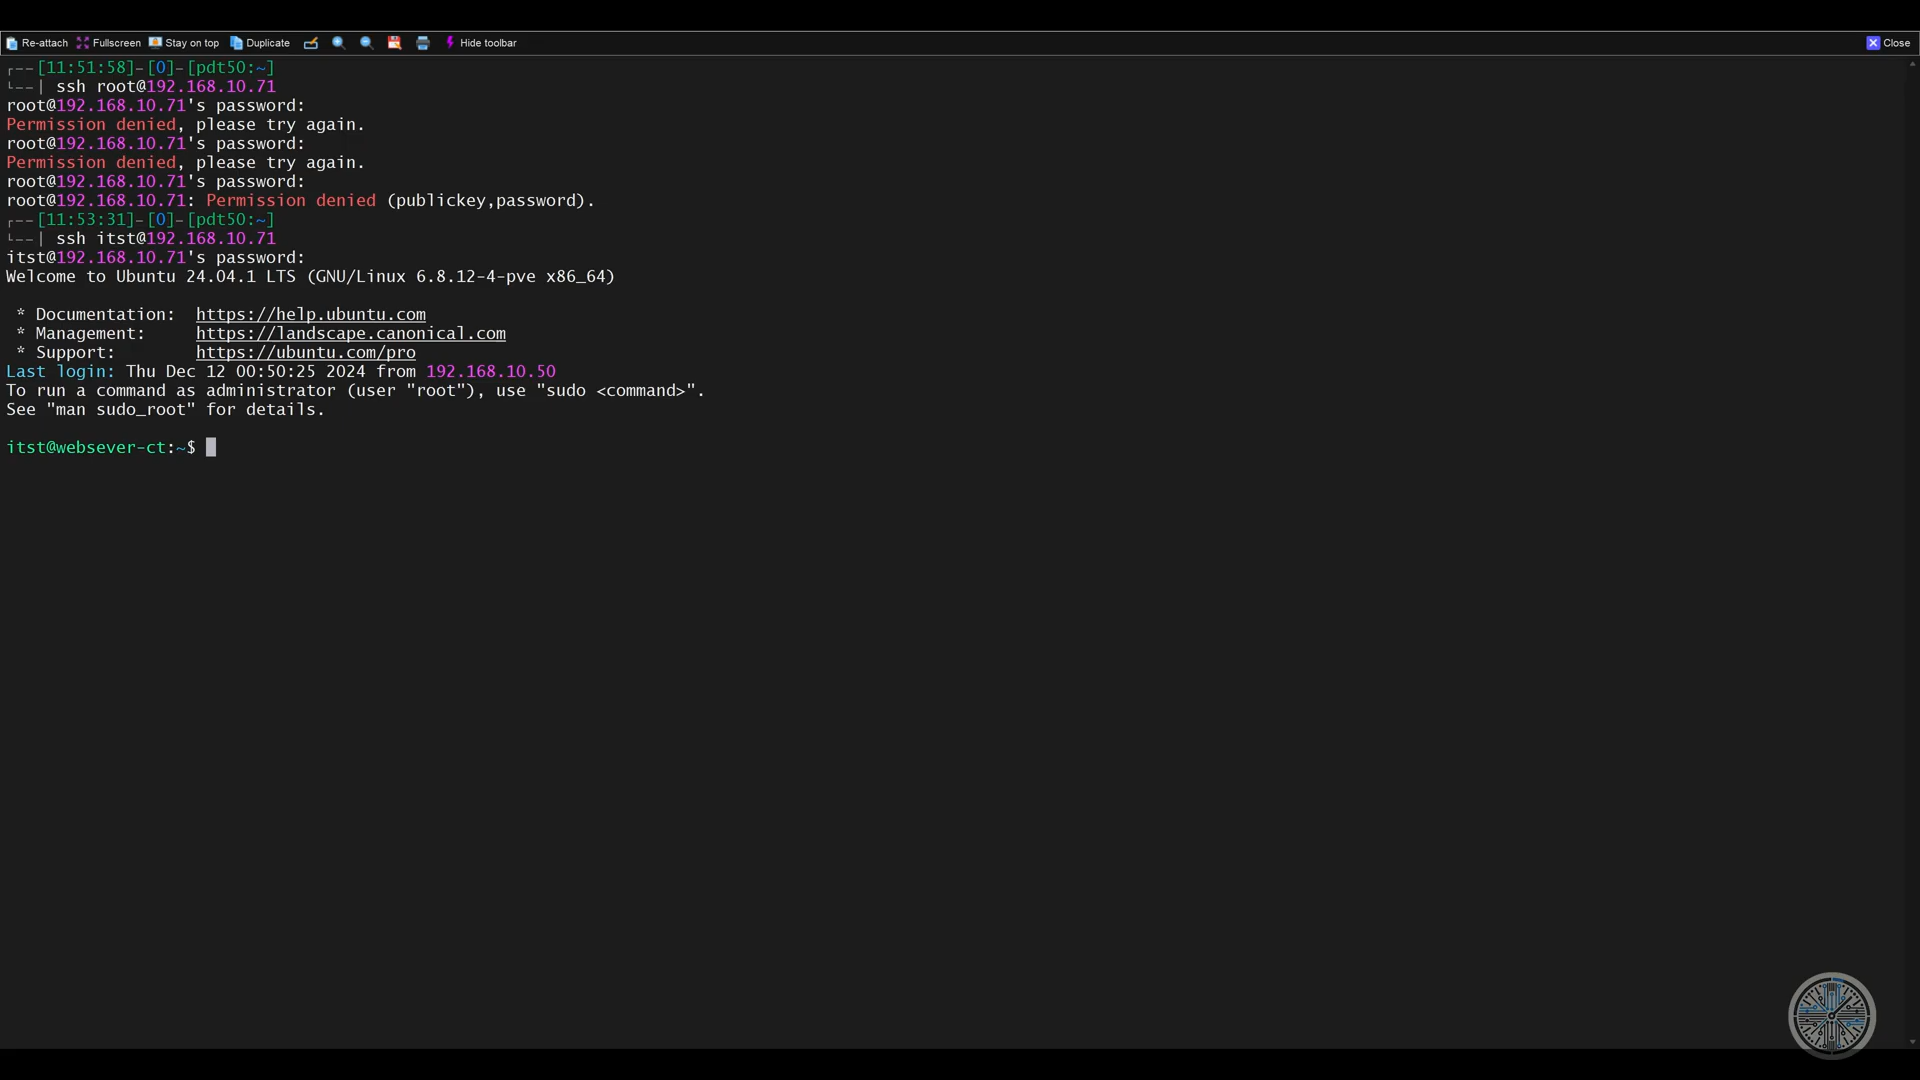 Re-attach Fullscreen Stay on top Duplicate Hide toolbar Close
┌──[11:51:58]-[0]-[pdt50:~]
└──| ssh root@192.168.10.71
root@192.168.10.71's password:
Permission denied, please try again.
root@192.168.10.71's password:
Permission denied, please try again.
root@192.168.10.71's password:
root@192.168.10.71: Permission denied (publickey,password).
┌──[11:53:31]-[0]-[pdt50:~]
└──| ssh itst@192.168.10.71
itst@192.168.10.71's password:
Welcome to Ubuntu 24.04.1 LTS (GNU/Linux 6.8.12-4-pve x86_64)
* Documentation:  https://help.ubuntu.com
* Management:     https://landscape.canonical.com
* Support:        https://ubuntu.com/pro
Last login: Thu Dec 12 00:50:25 2024 from 192.168.10.50
To run a command as administrator (user "root"), use "sudo <command>".
See "man sudo_root" for details.
itst@websever-ct:~$